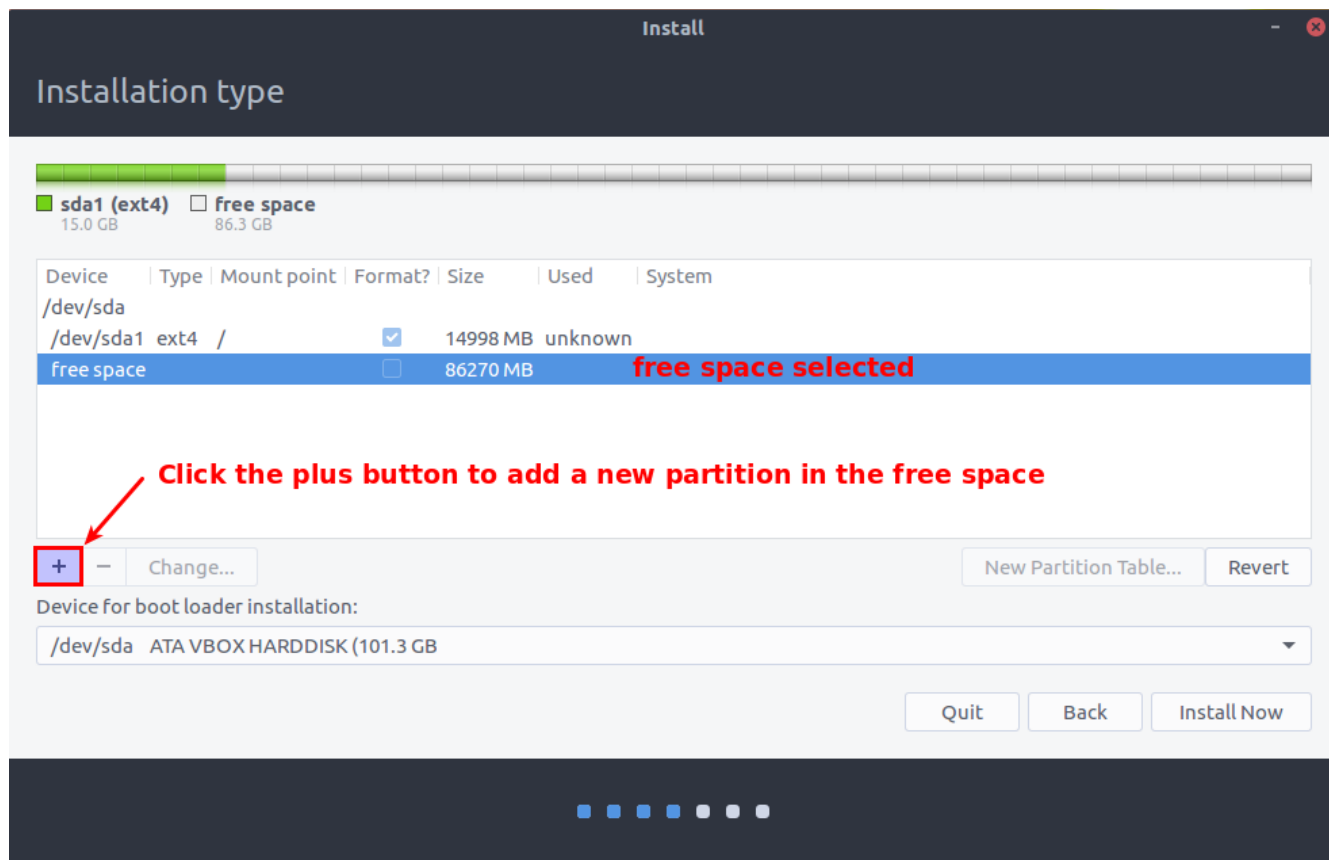 Install
Installation type
sda1 (ext4) free space
15.0 GB 86.3 GB
Device Type Mount point Format? Size Used System
/dev/sda
/dev/sda1 ext4 / 14998 MB unknown
free space 86270 MB free space selected
Click the plus button to add a new partition in the free space
+ − Change... New Partition Table... Revert
Device for boot loader installation:
/dev/sda ATA VBOX HARDDISK (101.3 GB
Quit Back Install Now